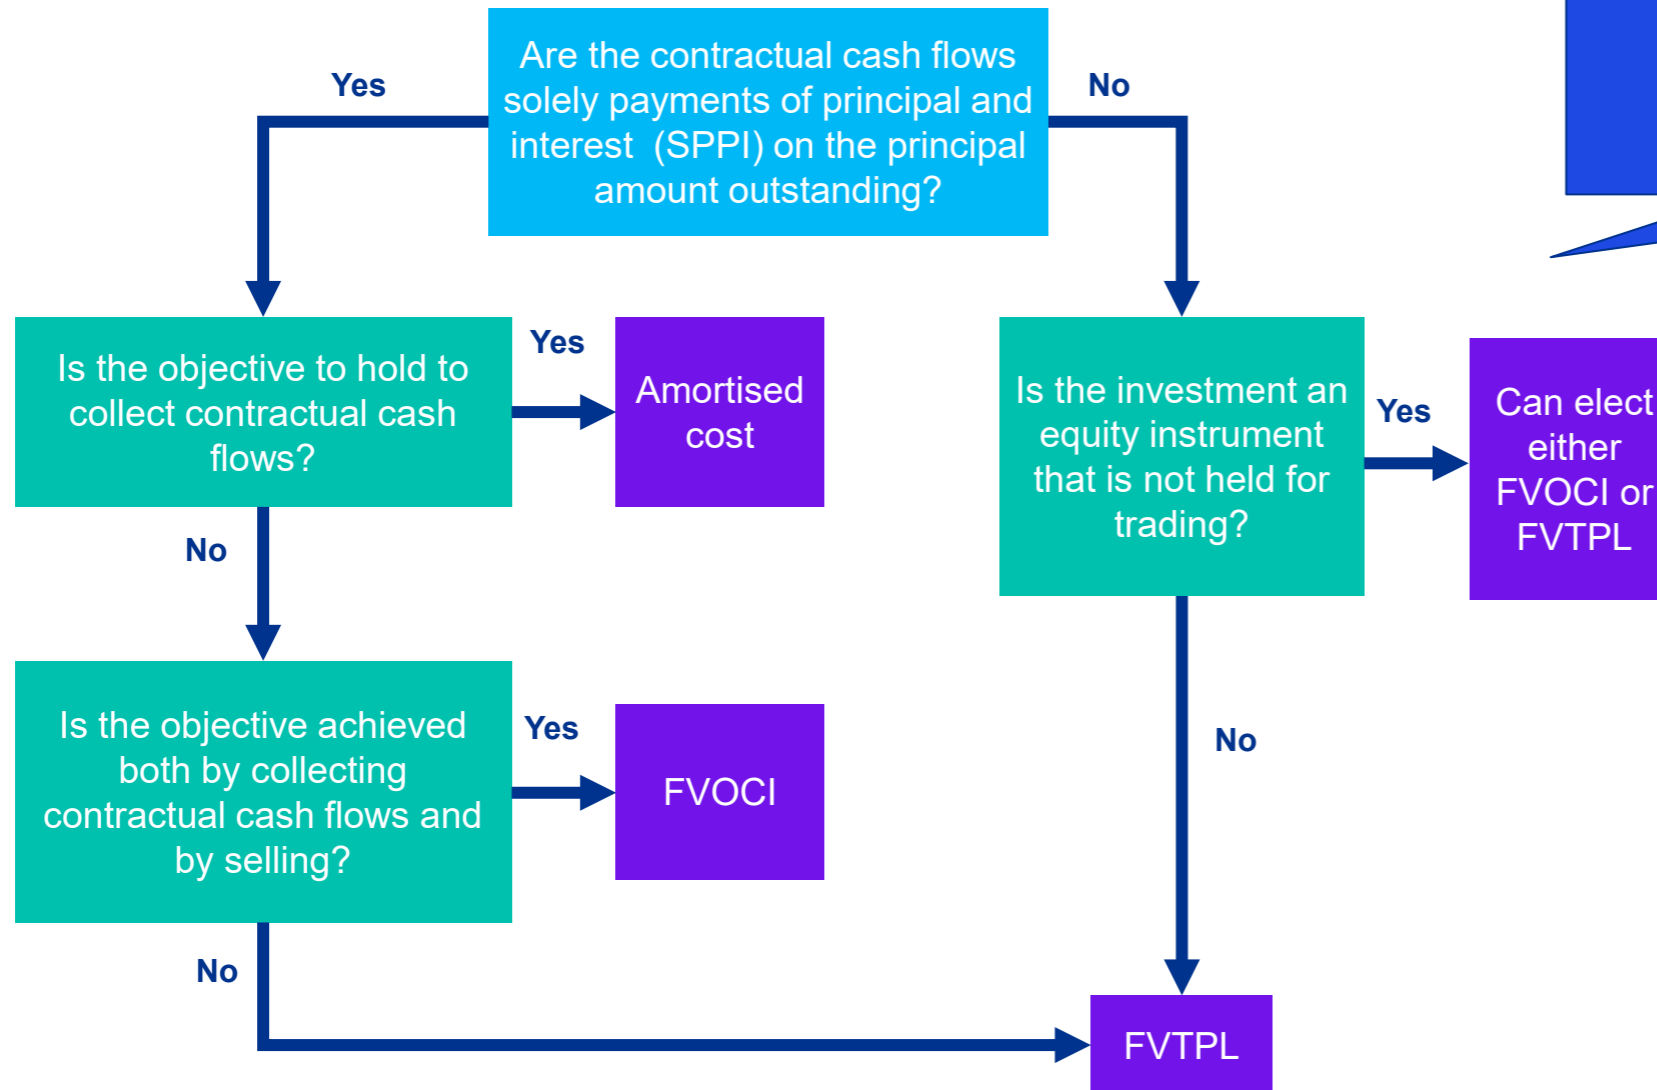 Are the contractual cash flows
solely payments of principal and
interest (SPPI) on the principal
amount outstanding?
Yes
No
Is the objective to hold to
collect contractual cash
flows?
Yes
Amortised
cost
Is the investment an
equity instrument
that is not held for
trading?
Yes
Can elect
either
FVOCI or
FVTPL
No
Is the objective achieved
both by collecting
contractual cash flows and
by selling?
Yes
FVOCI
No
No
FVTPL